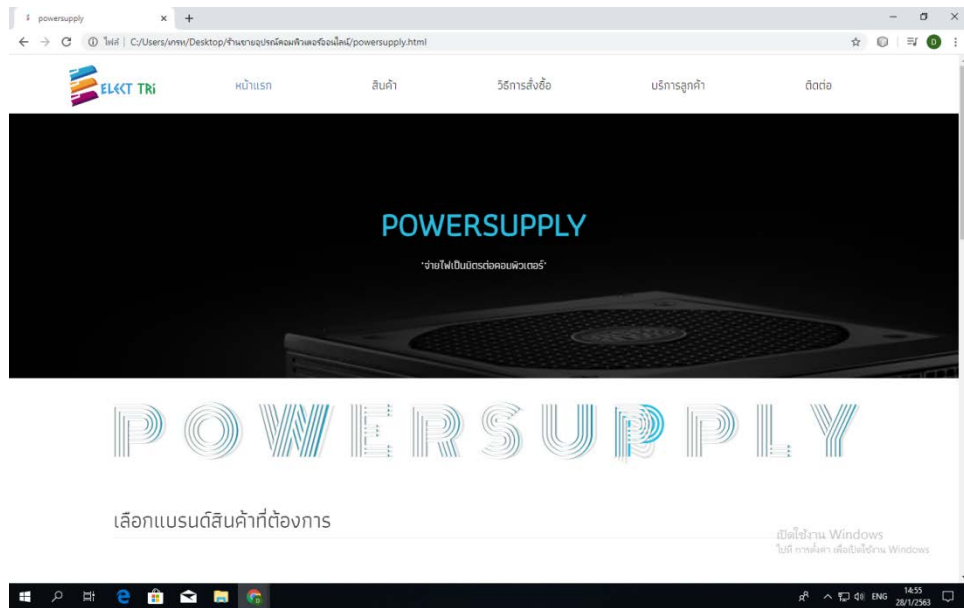 powersupply
ไฟล์ | C:/Users/เกรษ/Desktop/ร้านขายอุปรณ์คอมพิวเตอร์ออนไลน์/powersupply.html
D
ELECT TRi
หน้าแรก
สินค้า
วิธีการสั่งซื้อ
บริการลูกค้า
ติดต่อ
POWERSUPPLY
"จ่ายไฟเป็นมิตรต่อคอมพิวเตอร์"
POWERSUPPLY
เลือกแบรนด์สินค้าที่ต้องการ
เปิดใช้งาน Windows
ไปที่ การตั้งค่า เพื่อเปิดใช้งาน Windows
ENG
14:55
28/1/2563